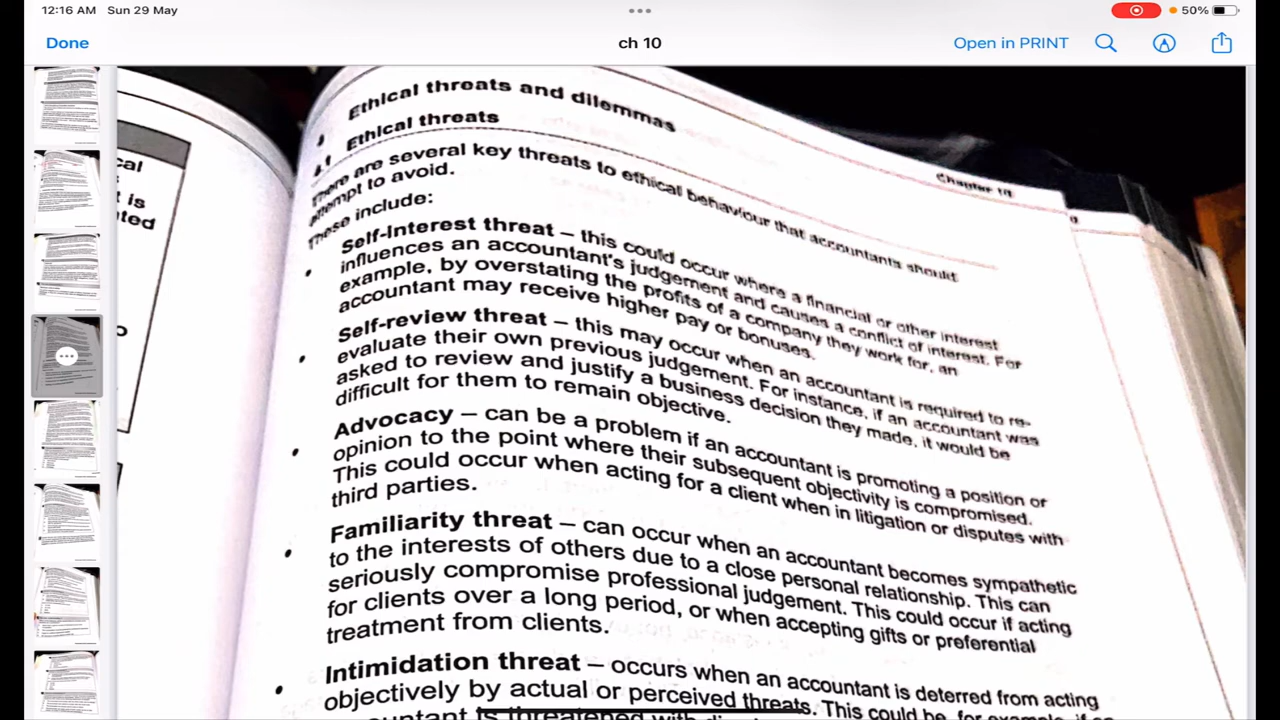 12:16 AM Sun 29 May
50%
Done
ch 10
Open in PRINT
cal
t is
ted
Ethical threats and dilemmas
Ethical threats
Chapter 10
There are several key threats to ethical behaviour that accountants should
attempt to avoid.
These include:
• Self-interest threat – this could occur where a financial or other interest
influences an accountant's judgement and causes a conflict of interest. For
example, by overstating the profits of a company they work for, an
accountant may receive higher pay or bonuses.
• Self-review threat – this may occur when an accountant is required to re-
evaluate their own previous judgement. For instance, if an accountant was
asked to review and justify a business decision they made, it would be
difficult for them to remain objective.
• Advocacy – can be a problem if an accountant is promoting a position or
opinion to the point where their subsequent objectivity is compromised.
This could occur when acting for a client when in litigation or disputes with
third parties.
• Familiarity threat – can occur when an accountant becomes sympathetic
to the interests of others due to a close personal relationship. This can
seriously compromise professional judgement. This could occur if acting
for clients over a long period, or when accepting gifts or preferential
treatment from clients.
• Intimidation threat – occurs when an accountant is deterred from acting
objectively by actual or perceived threats. This could be, for example, if
is threatened with